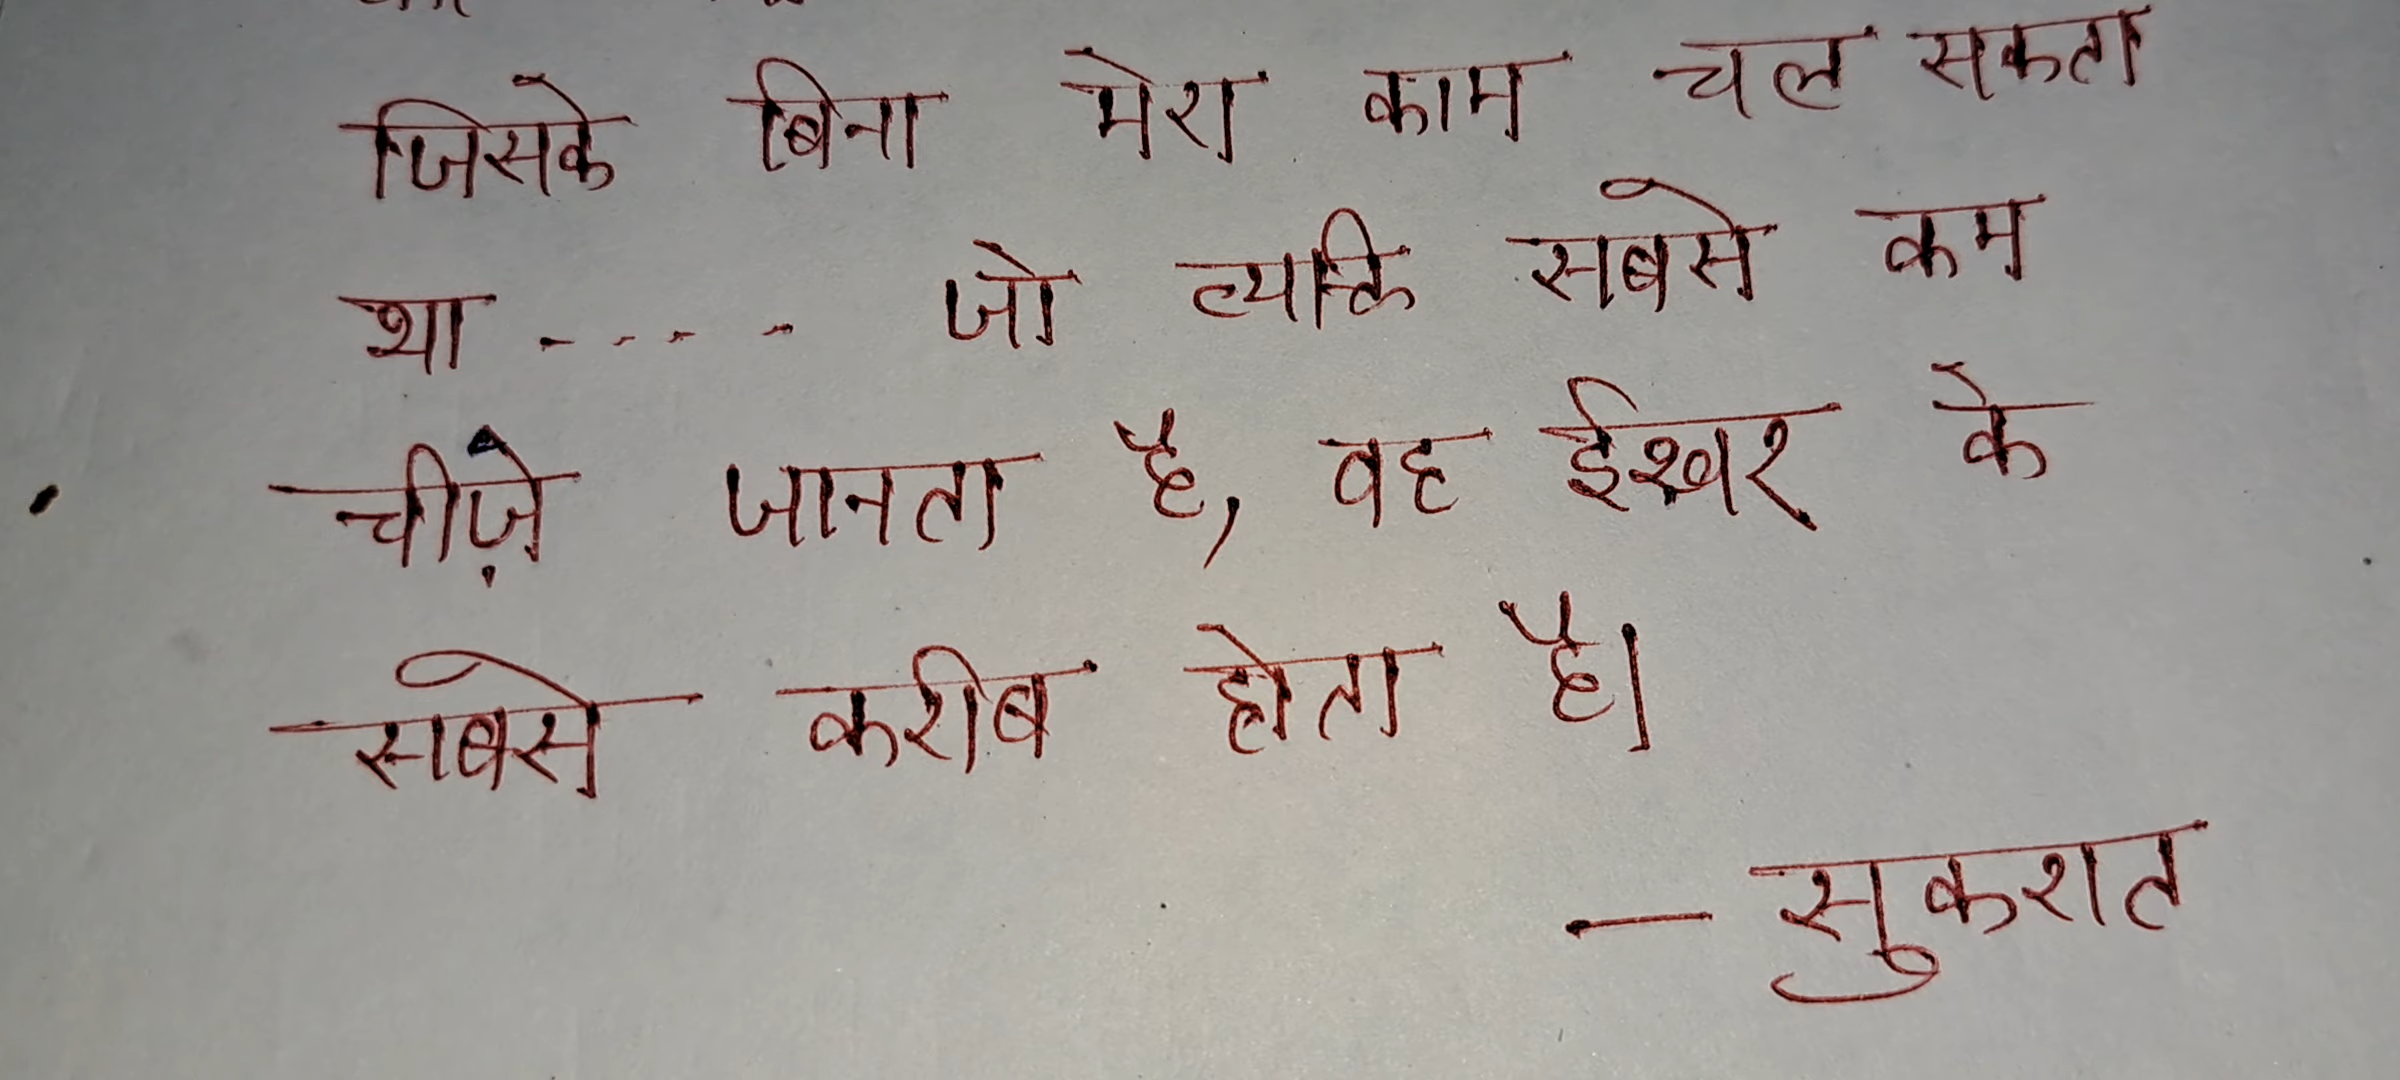 जिसके बिना मेरा काम चल सकता
था ----- जो व्यक्ति सबसे कम
चीज़े जानता है, वह ईश्वर के
सबसे करीब होता है।
— सुकरात